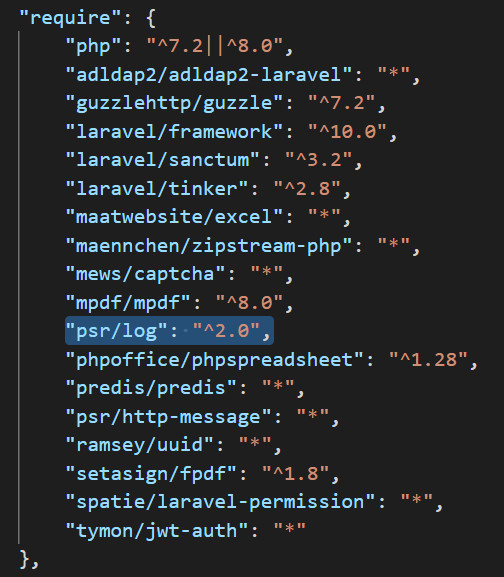 "require": {
"php": "^7.2||^8.0",
"adldap2/adldap2-laravel": "*",
"guzzlehttp/guzzle": "^7.2",
"laravel/framework": "^10.0",
"laravel/sanctum": "^3.2",
"laravel/tinker": "^2.8",
"maatwebsite/excel": "*",
"maennchen/zipstream-php": "*",
"mews/captcha": "*",
"mpdf/mpdf": "^8.0",
"psr/log": "^2.0",
"phpoffice/phpspreadsheet": "^1.28",
"predis/predis": "*",
"psr/http-message": "*",
"ramsey/uuid": "*",
"setasign/fpdf": "^1.8",
"spatie/laravel-permission": "*",
"tymon/jwt-auth": "*"
},